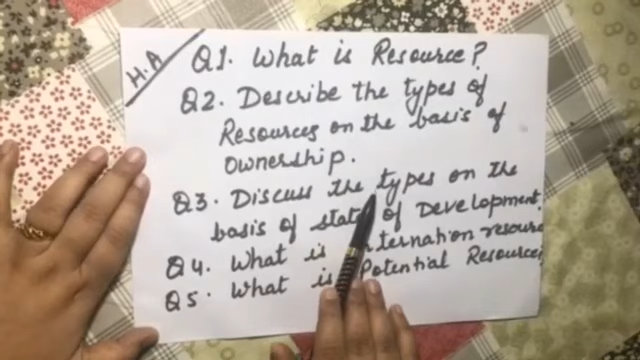 H.A
Q1. What is Resource?
Q2. Describe the types of
Resources on the basis of
ownership.
Q3. Discuss the types on the
basis of of Development.
Q4. What is resource
Q5. What is Potential Resources